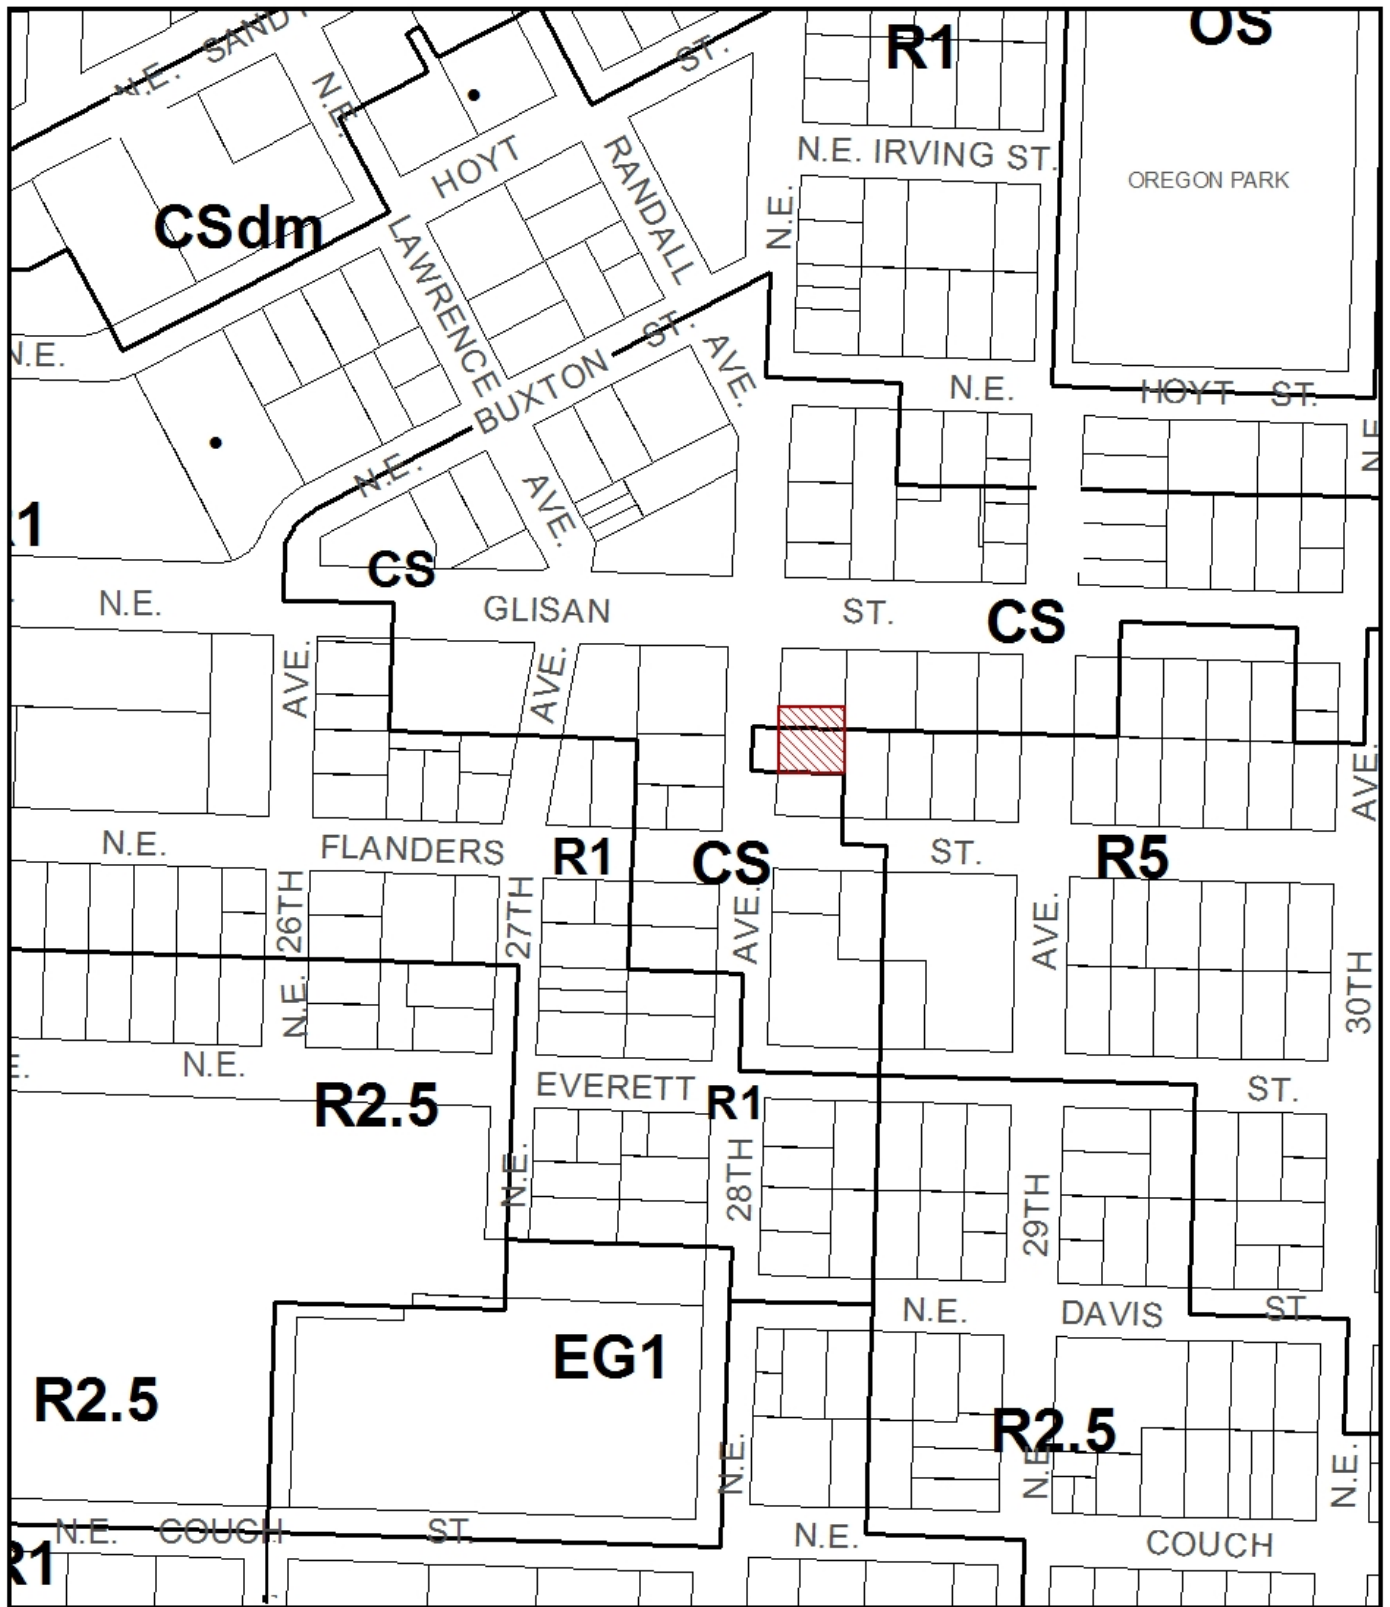 OS
R1
N.E. SANDY
ST.
N.E.
N.E. IRVING ST.
HOYT
RANDALL
OREGON PARK
N.E.
CSdm
LAWRENCE
N.E.
BUXTON ST.
AVE.
N.E. HOYT ST.
N.E.
N.E.
AVE.
R1
CS
N.E. GLISAN ST.
CS
AVE.
AVE.
AVE.
N.E. FLANDERS ST.
R1
CS
R5
26TH
27TH
AVE.
AVE.
30TH
N.E.
E.
N.E. EVERETT ST.
R2.5
R1
N.E.
28TH
29TH
N.E. DAVIS ST.
EG1
R2.5
R2.5
N.E.
N.E.
N.E.
N.E. COUCH ST. N.E. COUCH
R1